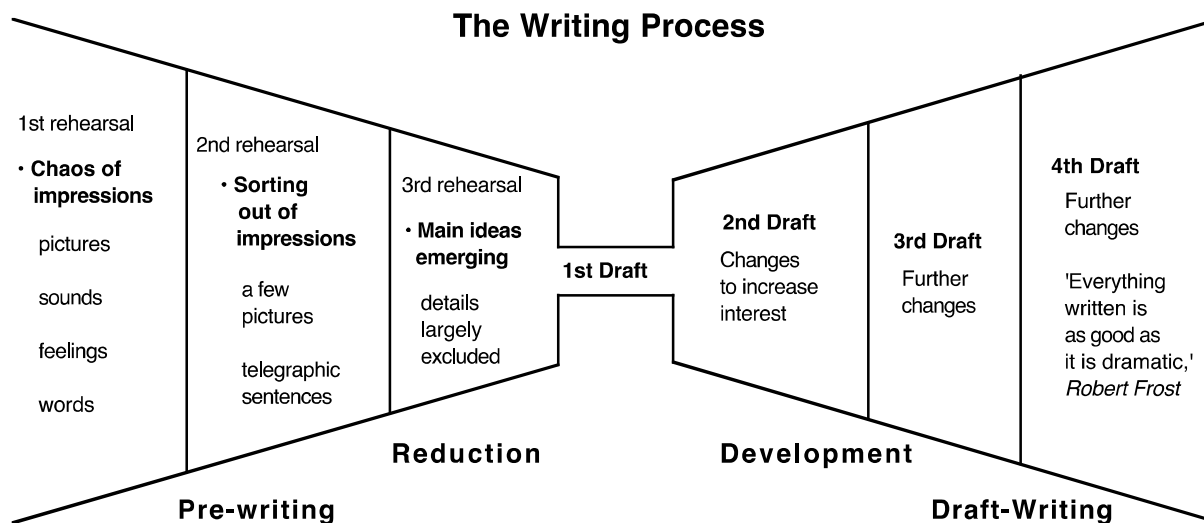 The Writing Process
1st rehearsal
• Chaos of
impressions
pictures
sounds
feelings
words
2nd rehearsal
• Sorting
out of
impressions
a few
pictures
telegraphic
sentences
3rd rehearsal
• Main ideas
emerging
details
largely
excluded
1st Draft
2nd Draft
Changes
to increase
interest
3rd Draft
Further
changes
4th Draft
Further
changes
'Everything
written is
as good as
it is dramatic,'
Robert Frost
Reduction
Development
Pre-writing
Draft-Writing